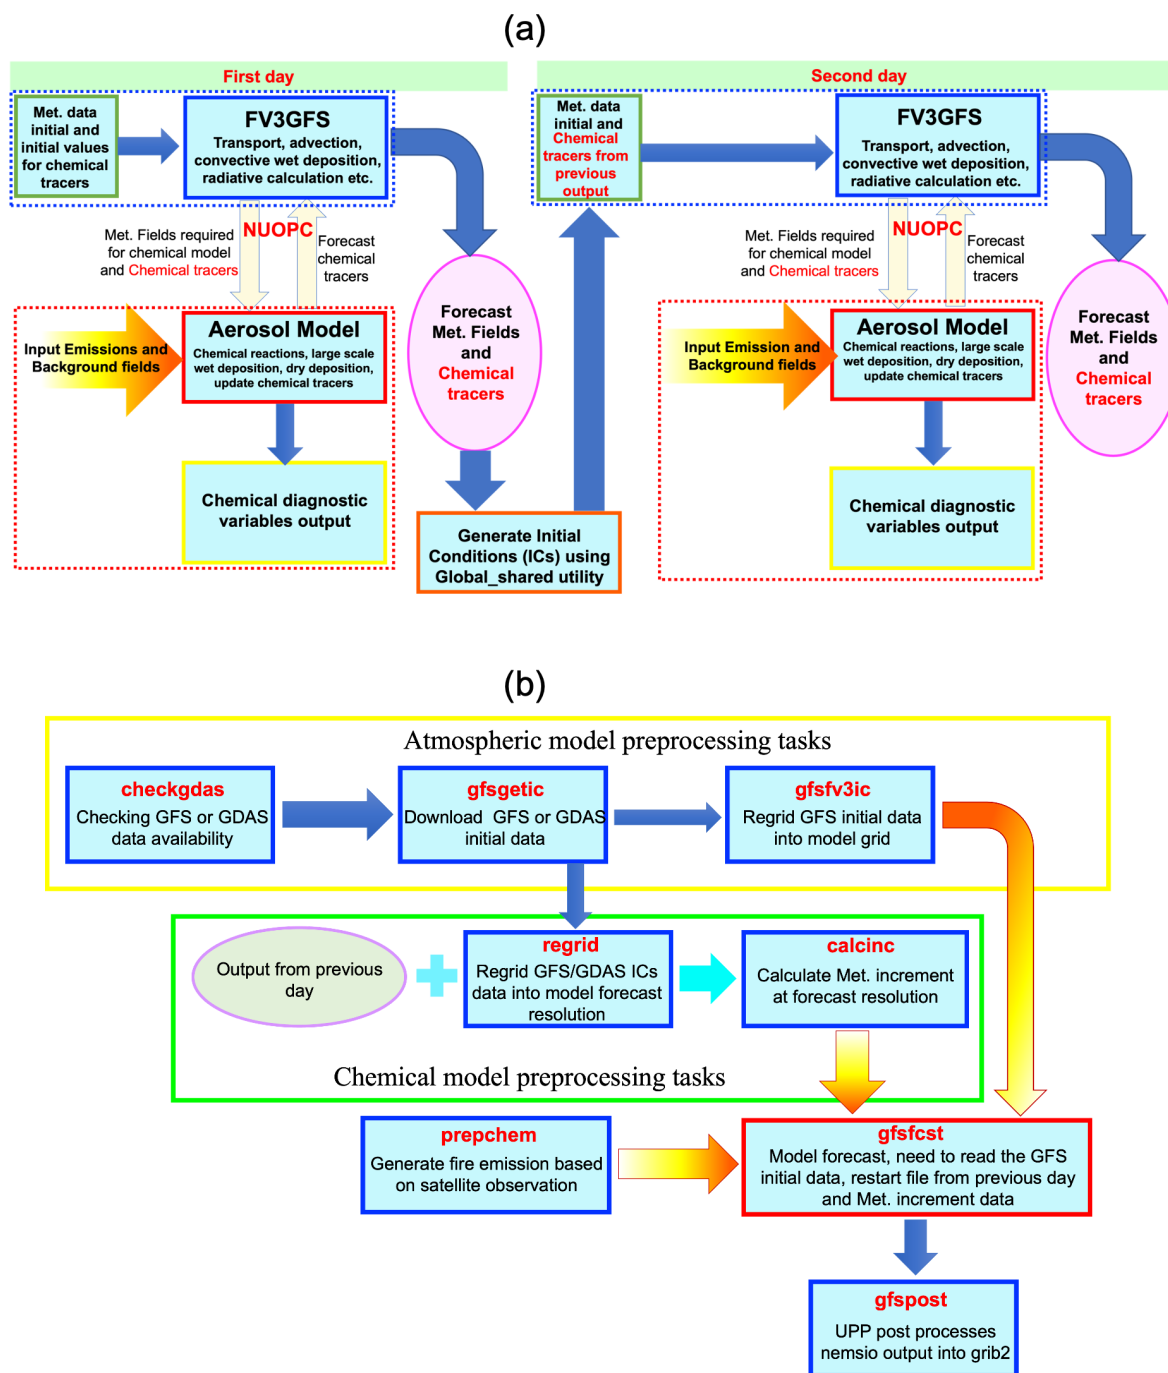 (a)
First day
Met. data
initial and
initial values
for chemical
tracers
FV3GFS
Transport, advection,
convective wet deposition,
radiative calculation etc.
NUOPC
Met. Fields required
for chemical model
and Chemical tracers
Forecast
chemical
tracers
Input Emissions and
Background fields
Aerosol Model
Chemical reactions, large scale
wet deposition, dry deposition,
update chemical tracers
Chemical diagnostic
variables output
Forecast
Met. Fields
and
Chemical
tracers
Generate Initial
Conditions (ICs) using
Global_shared utility
Second day
Met. data
initial and
Chemical
tracers from
previous
output
FV3GFS
Transport, advection,
convective wet deposition,
radiative calculation etc.
NUOPC
Met. Fields required
for chemical model
and Chemical tracers
Forecast
chemical
tracers
Input Emission and
Background fields
Aerosol Model
Chemical reactions, large scale
wet deposition, dry deposition,
update chemical tracers
Chemical diagnostic
variables output
Forecast
Met. Fields
and
Chemical
tracers
(b)
Atmospheric model preprocessing tasks
checkgdas
Checking GFS or GDAS
data availability
gfsgetic
Download GFS or GDAS
initial data
gfsfv3ic
Regrid GFS initial data
into model grid
Output from previous
day
regrid
Regrid GFS/GDAS ICs
data into model forecast
resolution
calcinc
Calculate Met. increment
at forecast resolution
Chemical model preprocessing tasks
prepchem
Generate fire emission based
on satellite observation
gfsfcst
Model forecast, need to read the GFS
initial data, restart file from previous day
and Met. increment data
gfspost
UPP post processes
nemsio output into grib2